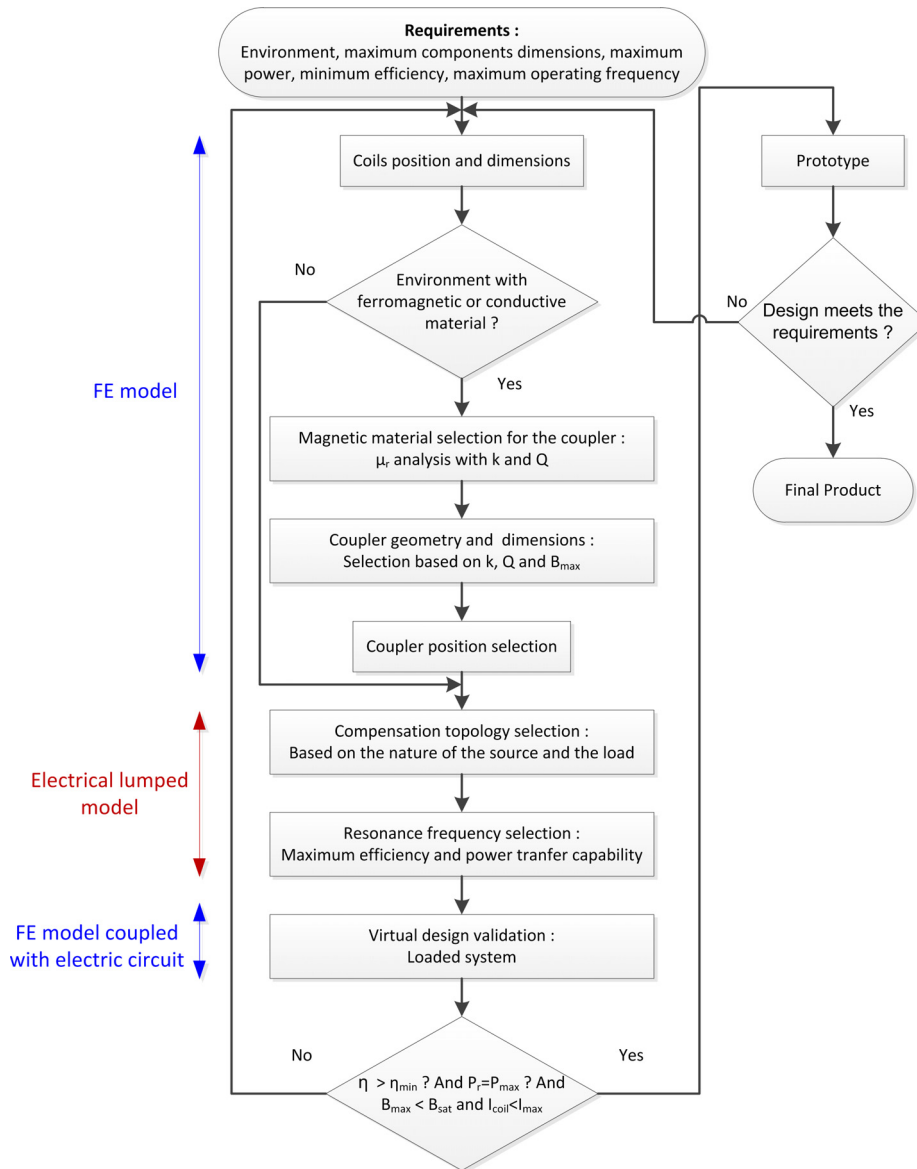 Requirements :
Environment, maximum components dimensions, maximum
power, minimum efficiency, maximum operating frequency
Coils position and dimensions
No
Environment with
ferromagnetic or conductive
material ?
Yes
FE model
Magnetic material selection for the coupler :
μr analysis with k and Q
Coupler geometry and dimensions :
Selection based on k, Q and Bmax
Coupler position selection
Electrical lumped
model
Compensation topology selection :
Based on the nature of the source and the load
Resonance frequency selection :
Maximum efficiency and power tranfer capability
FE model coupled
with electric circuit
Virtual design validation :
Loaded system
No
Yes
η > ηmin ? And Pr=Pmax ? And
Bmax < Bsat and Icoil<Imax
Prototype
No
Design meets the
requirements ?
Yes
Final Product